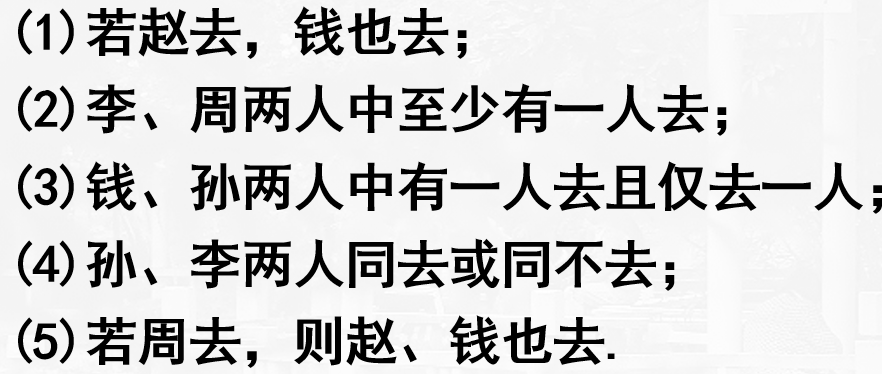 (1)若赵去，钱也去；
(2)李、周两人中至少有一人去；
(3)钱、孙两人中有一人去且仅去一人；
(4)孙、李两人同去或同不去；
(5)若周去，则赵、钱也去.